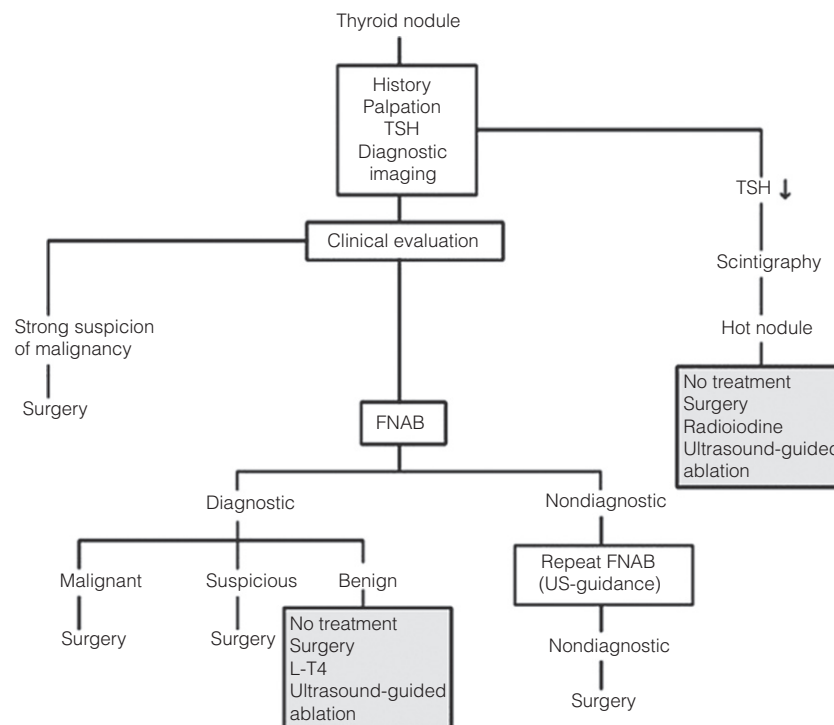 Thyroid nodule
History
Palpation
TSH
Diagnostic
imaging
TSH ↓
Clinical evaluation
Scintigraphy
Strong suspicion
of malignancy
Hot nodule
Surgery
No treatment
Surgery
Radioiodine
Ultrasound-guided
ablation
FNAB
Diagnostic
Nondiagnostic
Malignant
Suspicious
Benign
Repeat FNAB
(US-guidance)
Surgery
Surgery
No treatment
Surgery
L-T4
Ultrasound-guided
ablation
Nondiagnostic
Surgery